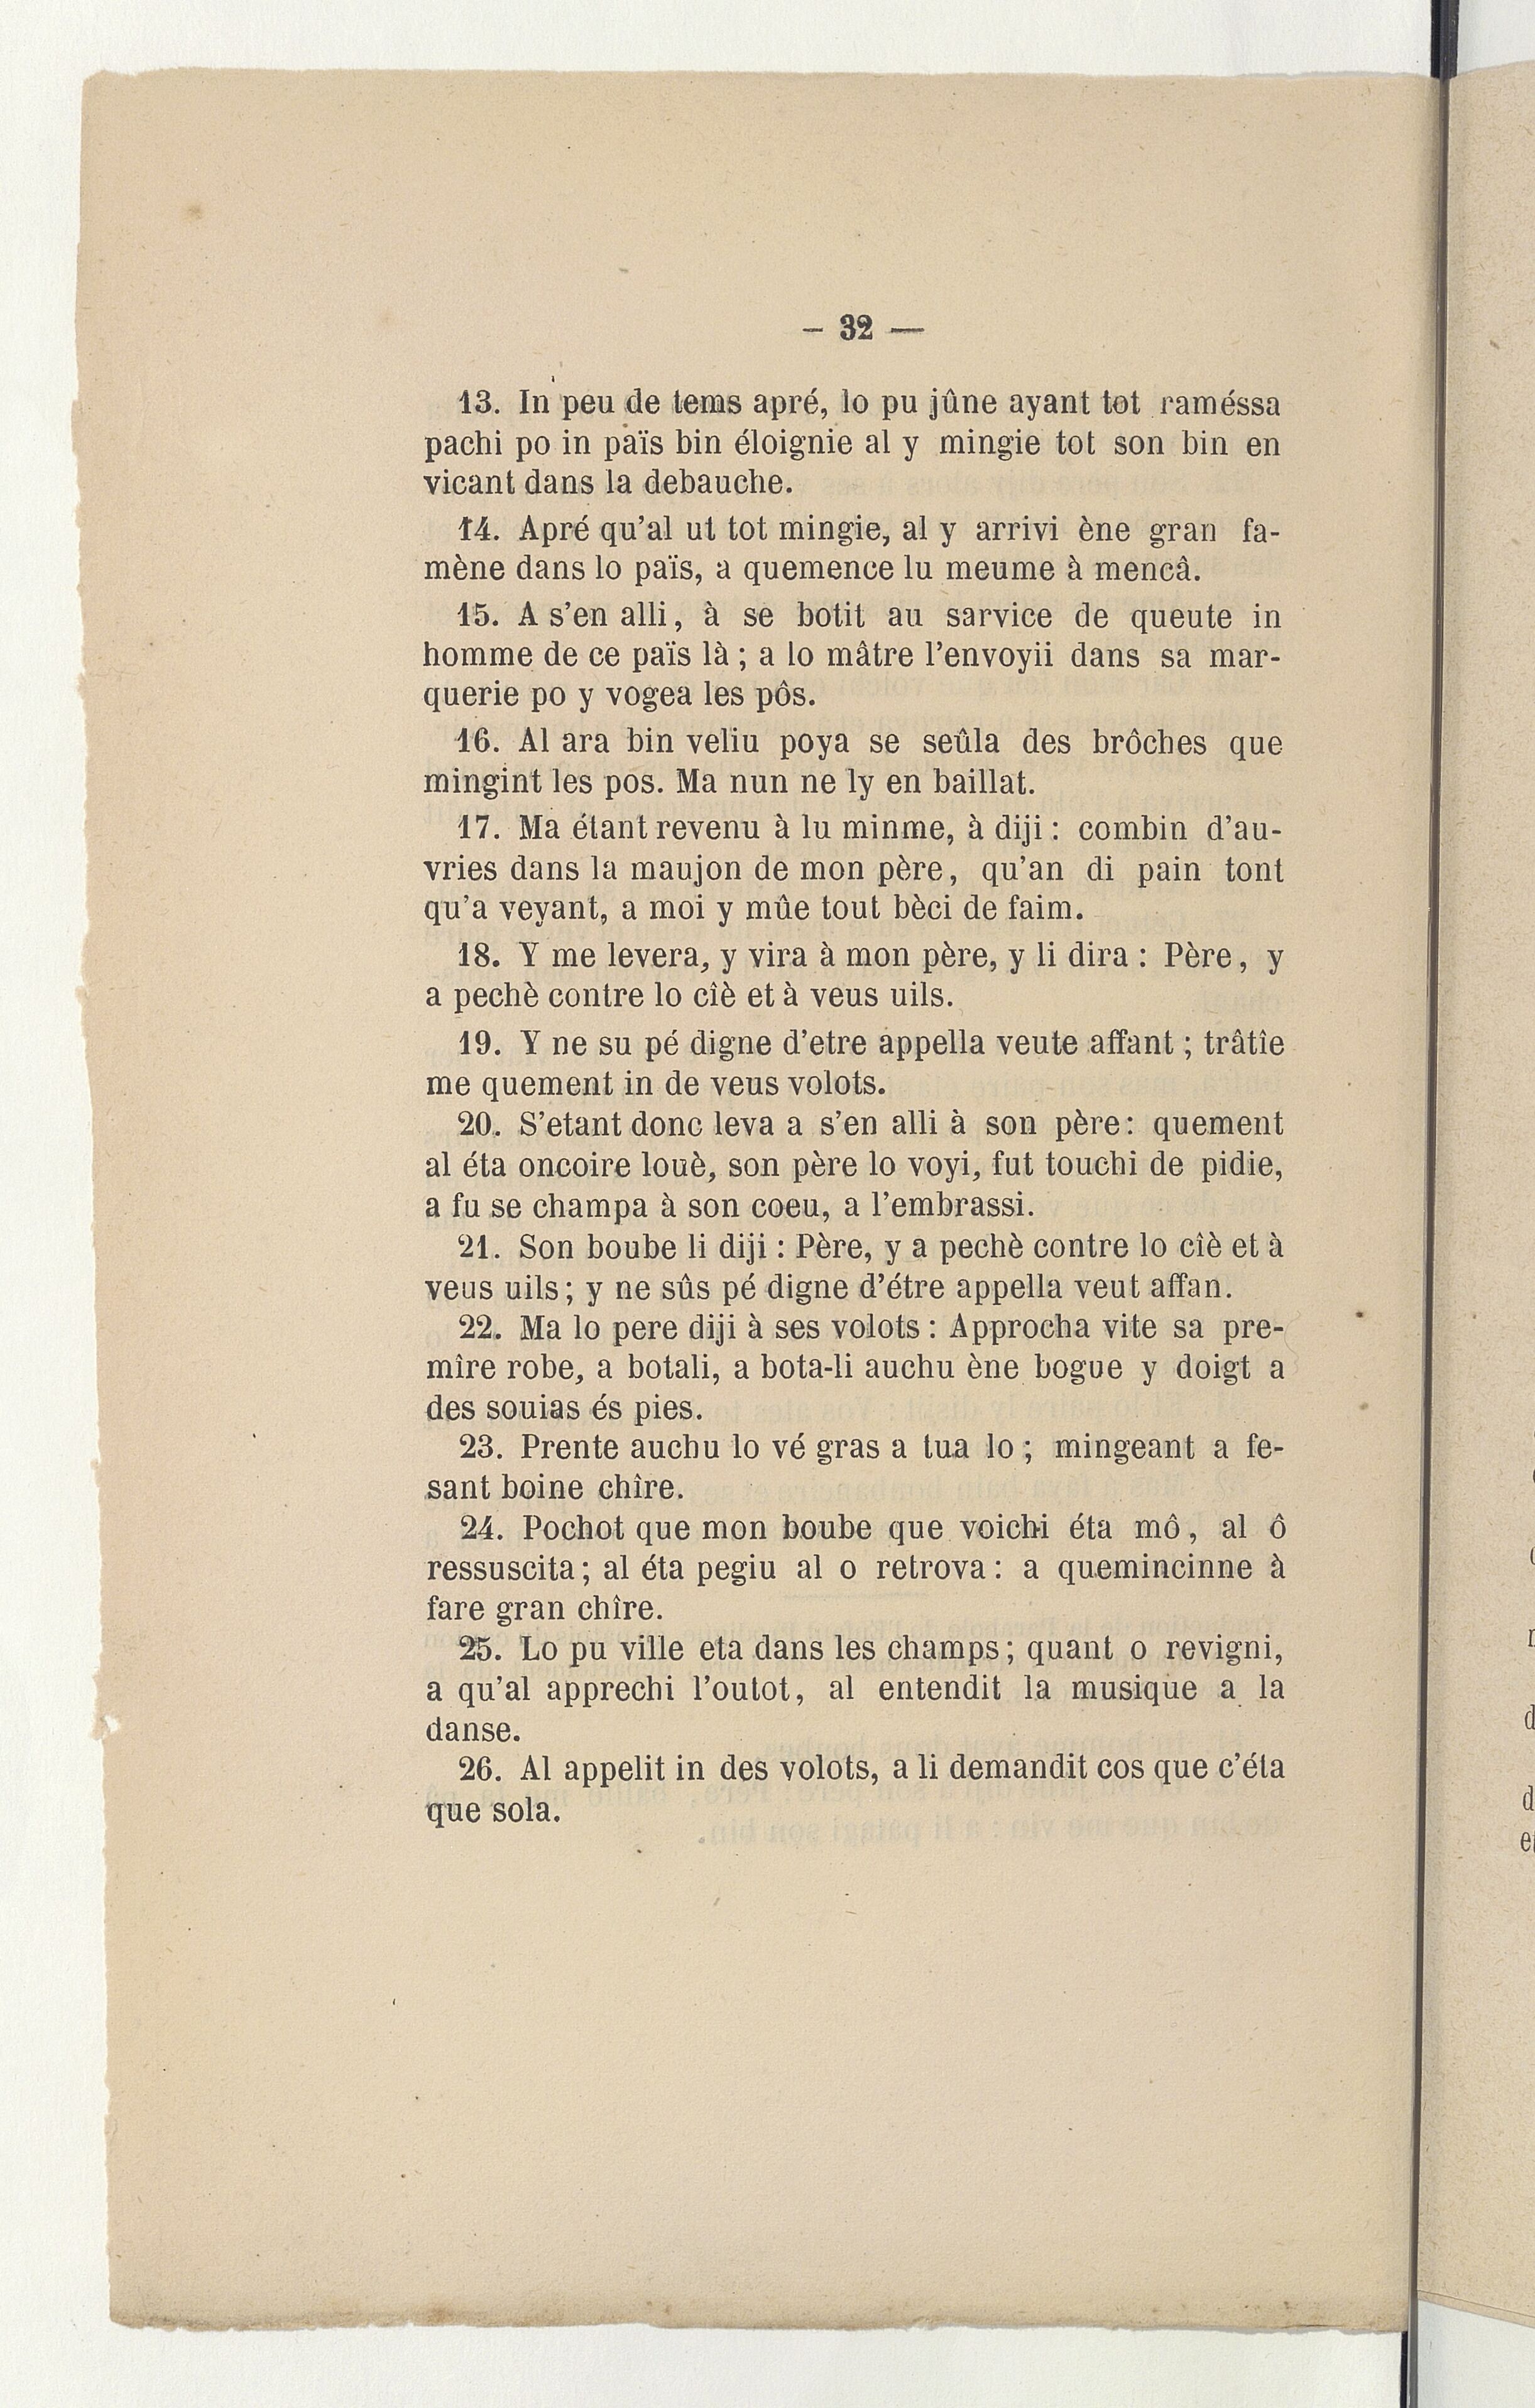 — 32 —
13. In peu de tems apré, lo pu jûne ayant tot raméssa
pachi po in païs bin éloignie al y mingie tot son bin en
vicant dans la debauche.
14. Apré qu'al ut tot mingie, al y arrivi ène gran fa-
mène dans lo païs, a quemence lu meume à mencâ.
15. A s'en alli, à se botit au sarvice de queute in
homme de ce païs là ; a lo mâtre l'envoyii dans sa mar-
querie po y vogea les pôs.
16. Al ara bin veliu poya se seûla des brôches que
mingint les pos. Ma nun ne ly en baillat.
17. Ma étant revenu à lu minme, à diji : combin d'au-
vries dans la maujon de mon père, qu'an di pain tont
qu'a veyant, a moi y mûe tout bèci de faim.
18. Y me levera, y vira à mon père, y li dira : Père, y
a pechè contre lo cîè et à veus uils.
19. Y ne su pé digne d'etre appella veute affant ; trâtîe
me quement in de veus volots.
20. S'etant donc leva a s'en alli à son père: quement
al éta oncoire louè, son père lo voyi, fut touchi de pidie,
a fu se champa à son coeu, a l'embrassi.
21. Son boube li diji : Père, y a pechè contre lo cîè et à
veus uils ; y ne sûs pé digne d'étre appella veut affan.
22. Ma lo pere diji à ses volots : Approcha vite sa pre-
mîre robe, a botali, a bota-li auchu ène bogue y doigt a
des souias és pies.
23. Prente auchu lo vé gras a tua lo ; mingeant a fe-
sant boine chîre.
24. Pochot que mon boube que voichi éta mô, al ô
ressuscita ; al éta pegiu al o retrova : a quemincinne à
fare gran chîre.
25. Lo pu ville eta dans les champs ; quant o revigni,
a qu'al apprechi l'outot, al entendit la musique a la
danse.
26. Al appelit in des volots, a li demandit cos que c'éta
que sola.